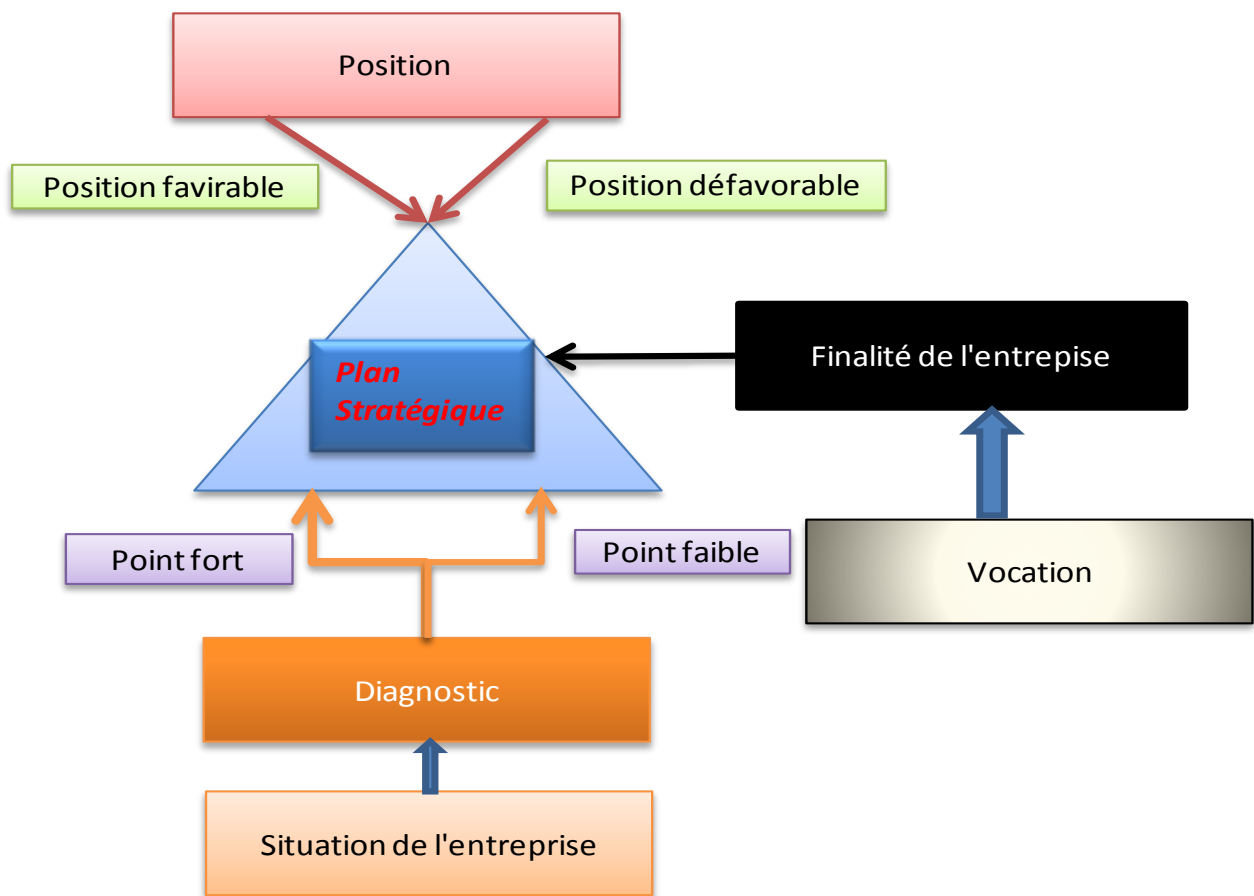 Position
Position favirable
Position défavorable
Finalité de l'entrepise
Plan
Stratégique
Point fort
Point faible
Vocation
Diagnostic
Situation de l'entreprise